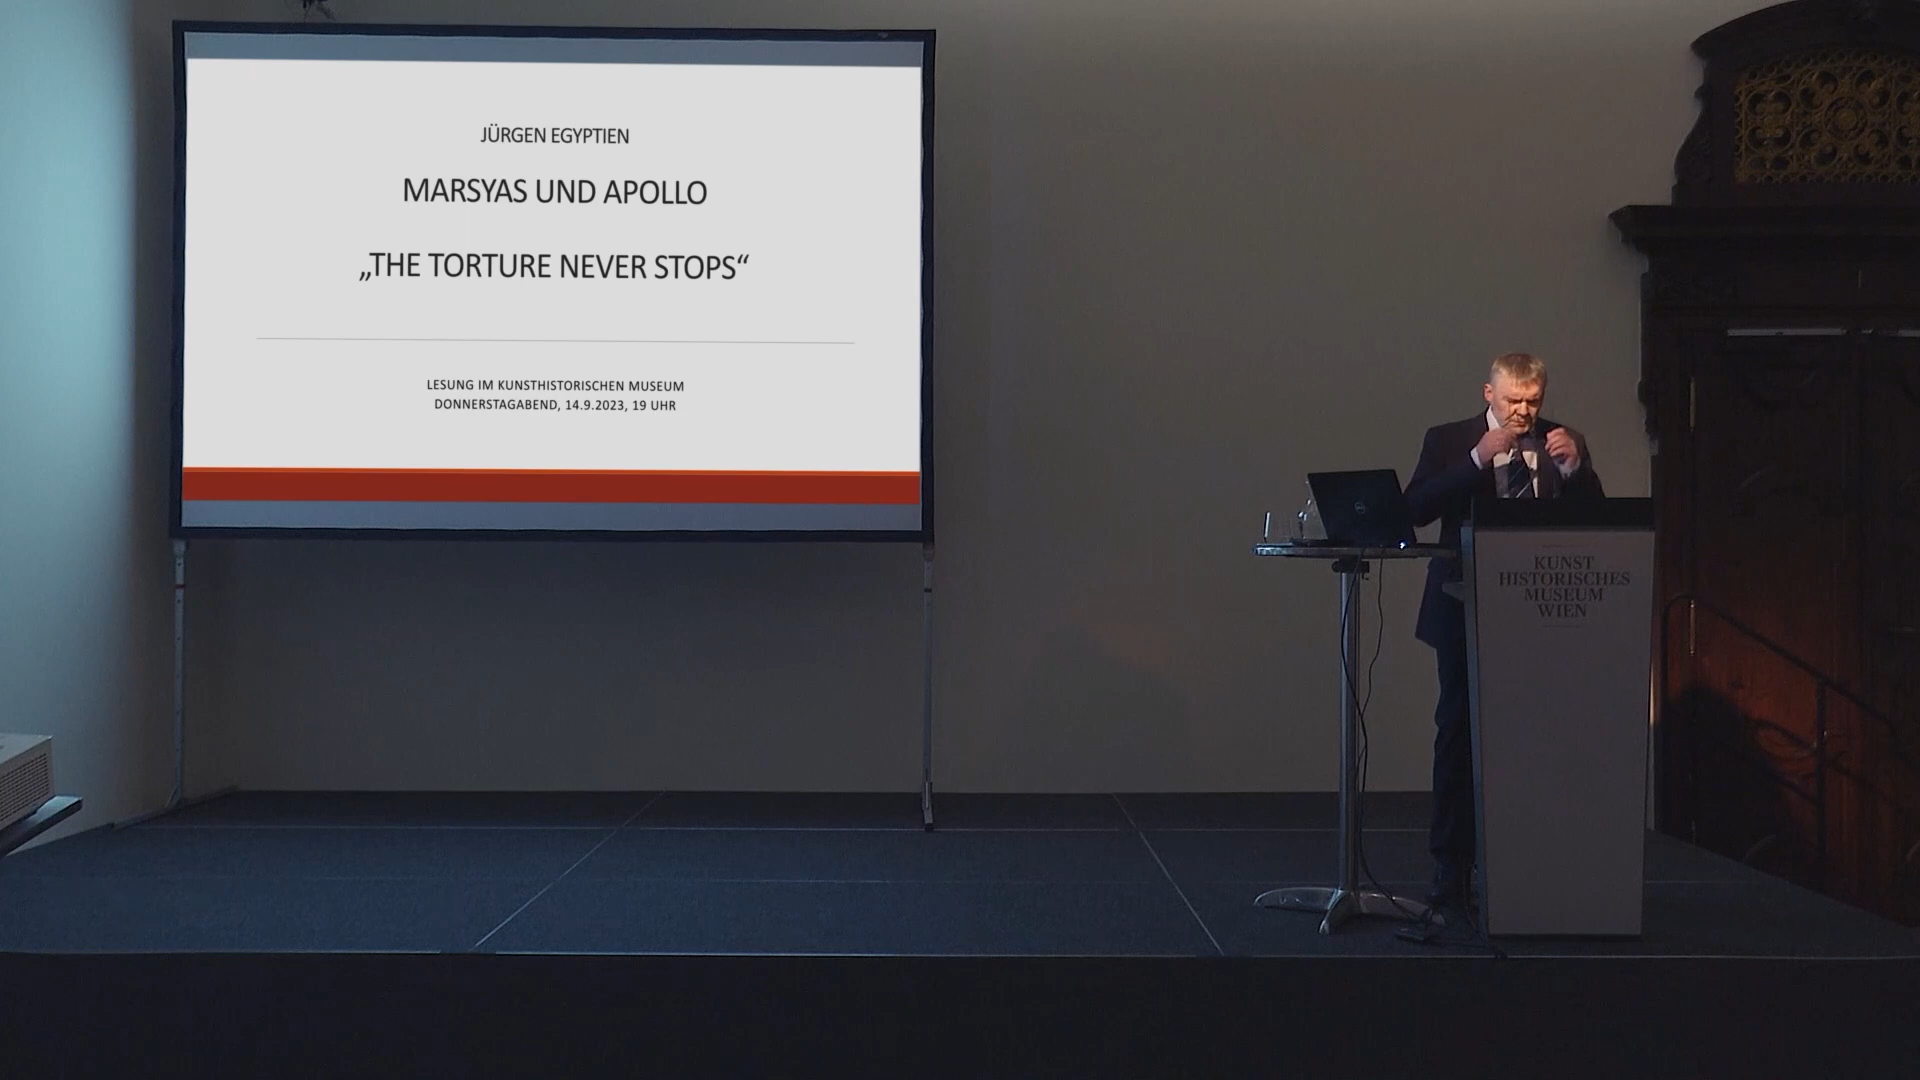 JÜRGEN EGYPTIEN
MARSYAS UND APOLLO
„THE TORTURE NEVER STOPS“
LESUNG IM KUNSTHISTORISCHEN MUSEUM
DONNERSTAGABEND, 14.9.2023, 19 UHR
KUNST
HISTORISCHES
MUSEUM
WIEN